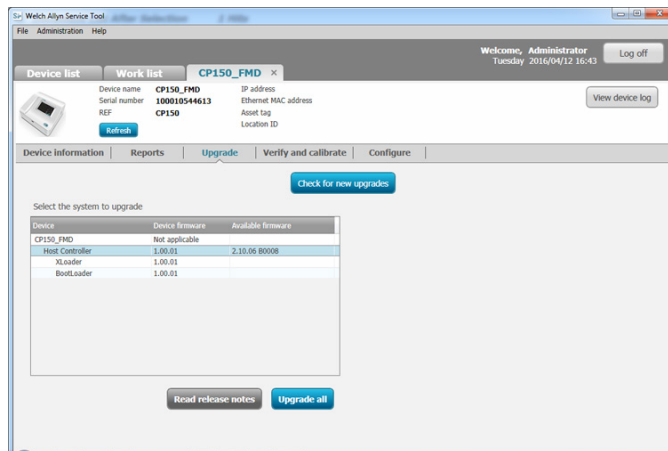 Welch Allyn Service Tool
File Administration Help
Welcome, Administrator
Tuesday 2016/04/12 16:43
Log off
Device list Work list CP150_FMD ×
Device name CP150_FMD IP address
Serial number 100010544613 Ethernet MAC address
REF CP150 Asset tag
Location ID
Refresh
View device log
Device information Reports Upgrade Verify and calibrate Configure
Check for new upgrades
Select the system to upgrade
Device Device firmware Available firmware
CP150_FMD Not applicable
Host Controller 1.00.01 2.10.06 B0008
XLoader 1.00.01
BootLoader 1.00.01
Read release notes Upgrade all